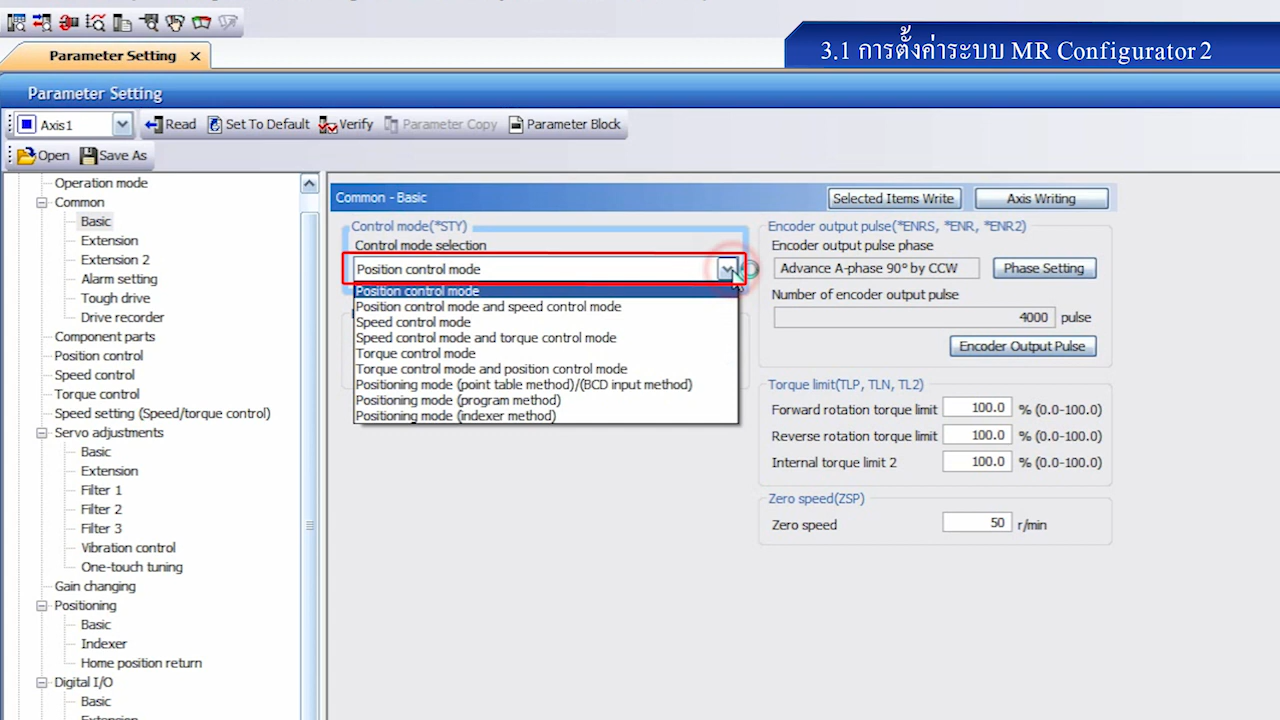 Parameter Setting
3.1 การตั้งค่าระบบ MR Configurator 2
Parameter Setting
Axis1
Read
Set To Default
Verify
Parameter Copy
Parameter Block
Open
Save As
Operation mode
Common
Basic
Extension
Extension 2
Alarm setting
Tough drive
Drive recorder
Component parts
Position control
Speed control
Torque control
Speed setting (Speed/torque control)
Servo adjustments
Basic
Extension
Filter 1
Filter 2
Filter 3
Vibration control
One-touch tuning
Gain changing
Positioning
Basic
Indexer
Home position return
Digital I/O
Basic
Extension
Common - Basic
Selected Items Write
Axis Writing
Control mode(*STY)
Control mode selection
Position control mode
Position control mode
Position control mode and speed control mode
Speed control mode
Speed control mode and torque control mode
Torque control mode
Torque control mode and position control mode
Positioning mode (point table method)/(BCD input method)
Positioning mode (program method)
Positioning mode (indexer method)
Encoder output pulse(*ENRS, *ENR, *ENR2)
Encoder output pulse phase
Advance A-phase 90° by CCW
Phase Setting
Number of encoder output pulse
4000 pulse
Encoder Output Pulse
Torque limit(TLP, TLN, TL2)
Forward rotation torque limit 100.0 % (0.0-100.0)
Reverse rotation torque limit 100.0 % (0.0-100.0)
Internal torque limit 2 100.0 % (0.0-100.0)
Zero speed(ZSP)
Zero speed 50 r/min